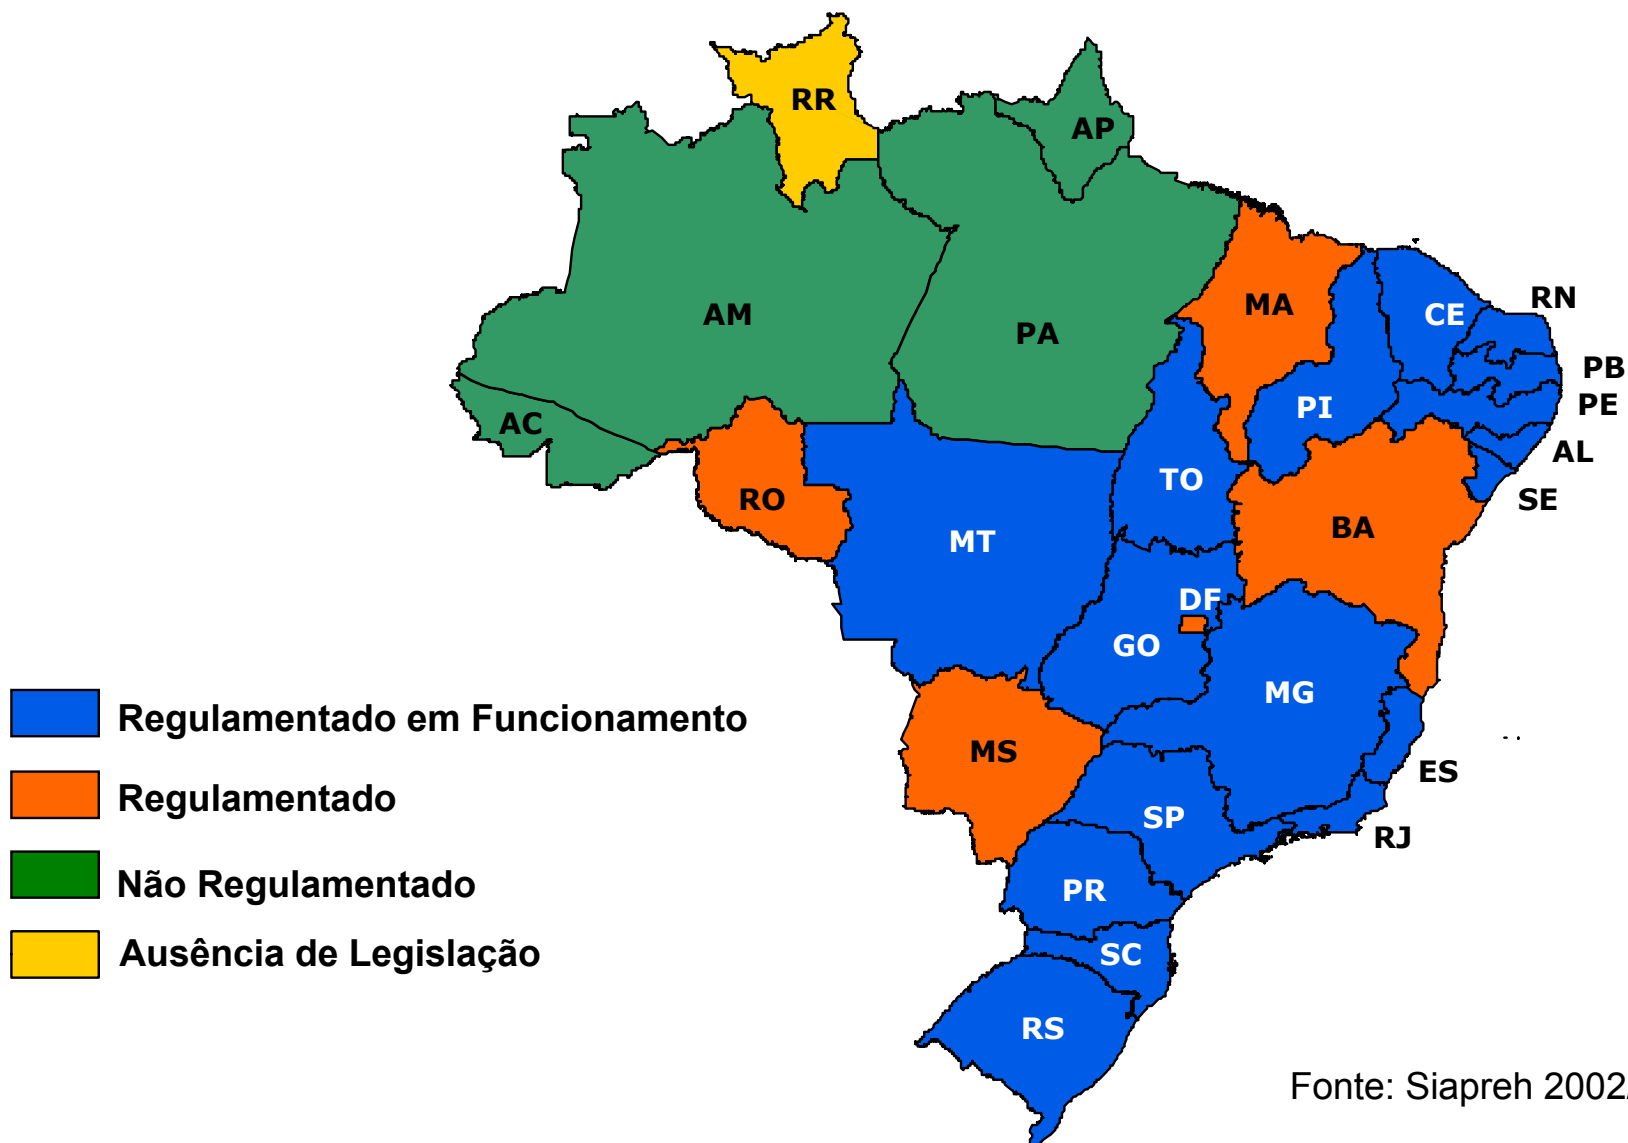 RR
AP
AM
PA
MA
CE
RN
PB
PI
PE
AC
AL
TO
RO
SE
BA
MT
DF
GO
MG
Regulamentado em Funcionamento
MS
ES
Regulamentado
SP
RJ
Não Regulamentado
PR
Ausência de Legislação
SC
RS
Fonte: Siapreh 2002